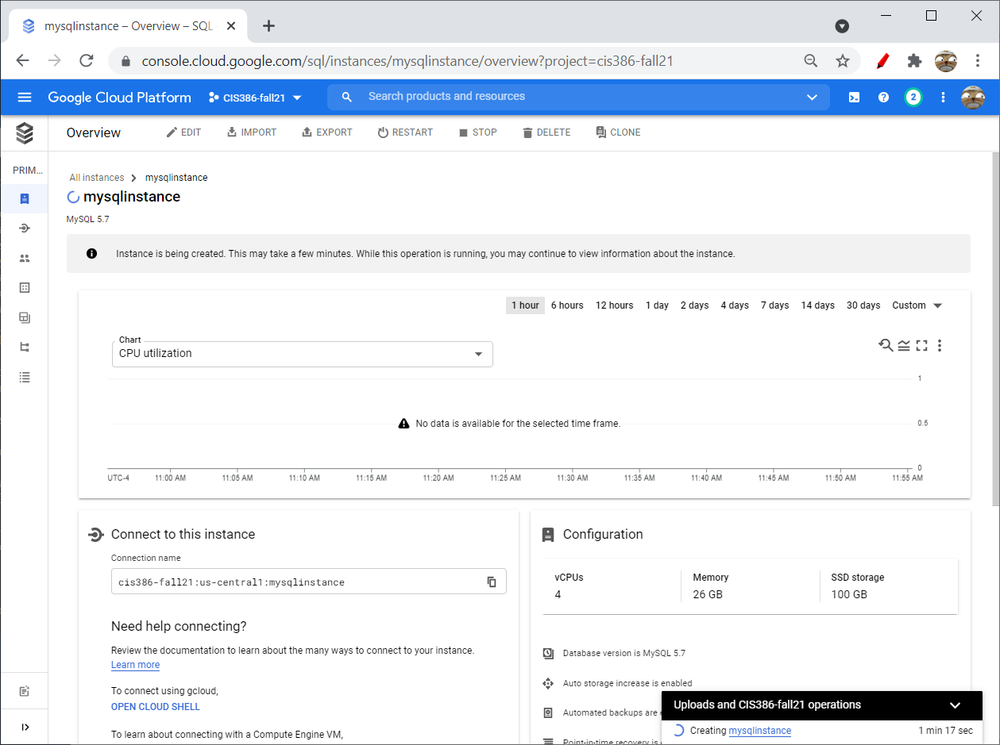 mysqlinstance – Overview – SQL
console.cloud.google.com/sql/instances/mysqlinstance/overview?project=cis386-fall21
Google Cloud Platform CIS386-fall21 Search products and resources 2
Overview EDIT IMPORT EXPORT RESTART STOP DELETE CLONE
PRIM...
All instances mysqlinstance
mysqlinstance
MySQL 5.7
Instance is being created. This may take a few minutes. While this operation is running, you may continue to view information about the instance.
1 hour 6 hours 12 hours 1 day 2 days 4 days 7 days 14 days 30 days Custom
Chart
CPU utilization
1
No data is available for the selected time frame.
0.5
0
UTC-4 11:00 AM 11:05 AM 11:10 AM 11:15 AM 11:20 AM 11:25 AM 11:30 AM 11:35 AM 11:40 AM 11:45 AM 11:50 AM 11:55 AM
Connect to this instance
Connection name
cis386-fall21:us-central1:mysqlinstance
Need help connecting?
Review the documentation to learn about the many ways to connect to your instance.
Learn more
To connect using gcloud,
OPEN CLOUD SHELL
To learn about connecting with a Compute Engine VM,
Configuration
vCPUs Memory SSD storage
4 26 GB 100 GB
Database version is MySQL 5.7
Auto storage increase is enabled
Automated backups are
Point-in-time recovery is
Uploads and CIS386-fall21 operations
Creating mysqlinstance 1 min 17 sec